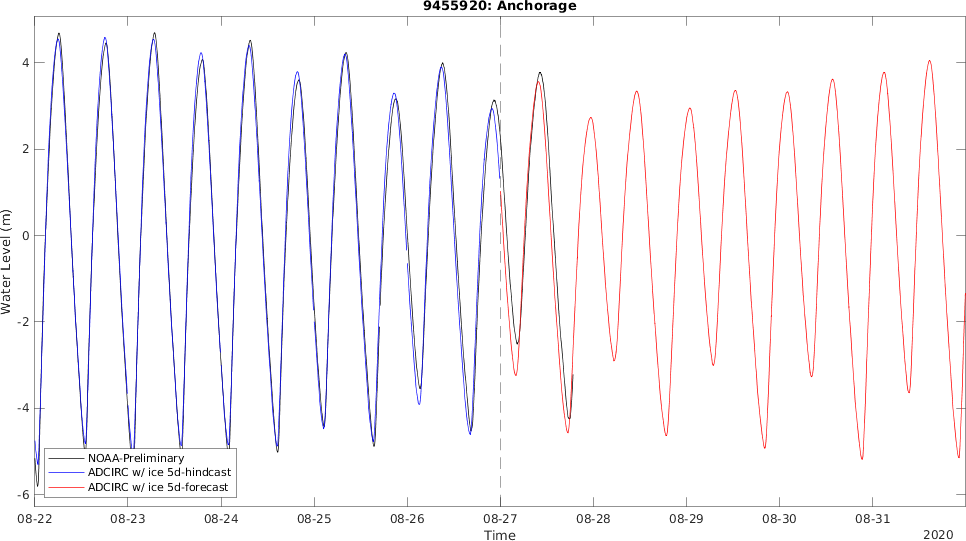 9455920: Anchorage
4
2
0
-2
-4
-6
Water Level (m)
NOAA-Preliminary
ADCIRC w/ ice 5d-hindcast
ADCIRC w/ ice 5d-forecast
08-22 08-23 08-24 08-25 08-26 08-27 08-28 08-29 08-30 08-31
Time
2020